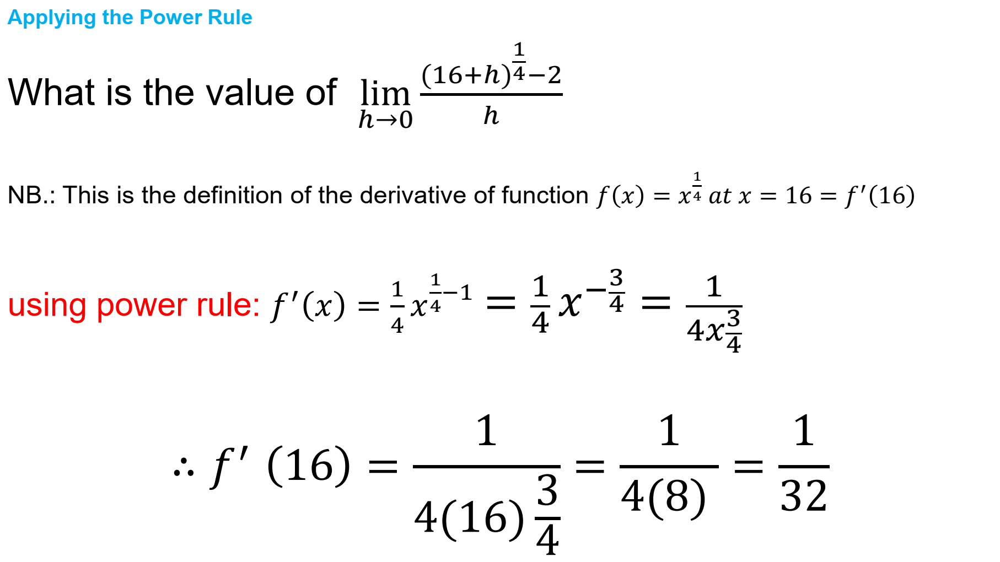 Applying the Power Rule
What is the value of $\lim_{h \to 0} \frac{(16+h)^{\frac{1}{4}}-2}{h}$
NB.: This is the definition of the derivative of function $f(x) = x^{\frac{1}{4}}\ at\ x = 16 = f'(16)$
using power rule: $f'(x) = \frac{1}{4}x^{\frac{1}{4}-1} = \frac{1}{4}x^{-\frac{3}{4}} = \frac{1}{4x^{\frac{3}{4}}}$
$\therefore f'(16) = \frac{1}{4(16)^{\frac{3}{4}}} = \frac{1}{4(8)} = \frac{1}{32}$